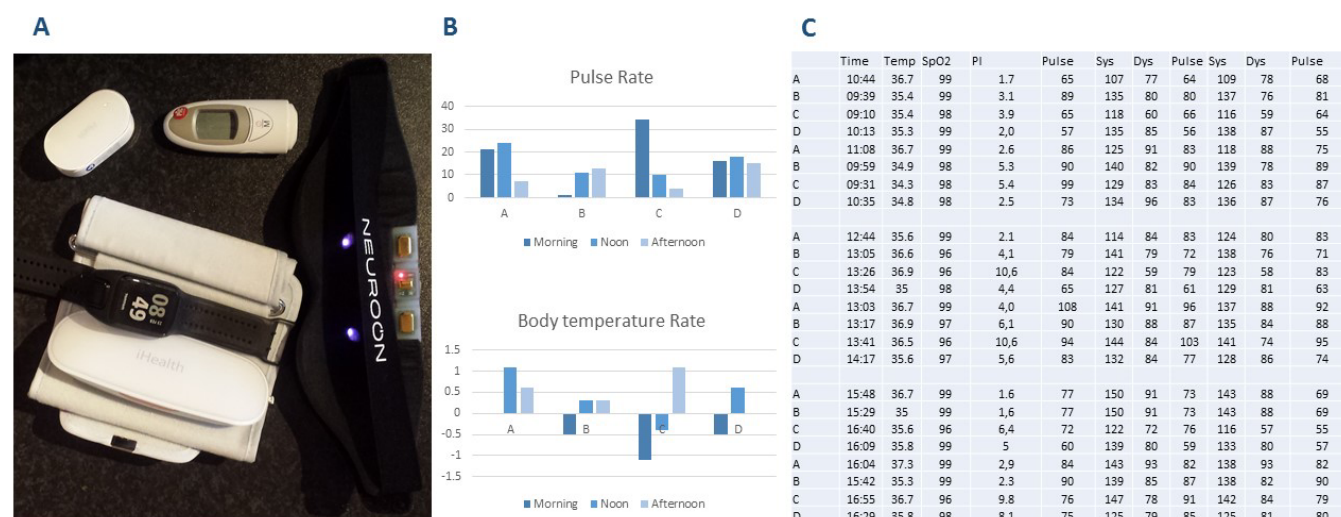 A
B
C
NEUROON
08
49
iHealth
Pulse Rate
40
30
20
10
0
A B C D
Morning Noon Afternoon
Body temperature Rate
1.5
1
0.5
0
-0.5
-1
-1.5
A B C D
Morning Noon Afternoon
Time Temp SpO2 PI Pulse Sys Dys Pulse Sys Dys Pulse
A 10:44 36.7 99 1.7 65 107 77 64 109 78 68
B 09:39 35.4 99 3.1 89 135 80 80 137 76 81
C 09:10 35.4 98 3.9 65 118 60 66 116 59 64
D 10:13 35.3 99 2,0 57 135 85 56 138 87 55
A 11:08 36.7 99 2.6 86 125 91 83 118 88 75
B 09:59 34.9 98 5.3 90 140 82 90 139 78 89
C 09:31 34.3 98 5.4 99 129 83 84 126 83 87
D 10:35 34.8 98 2.5 73 134 96 83 136 87 76
A 12:44 35.6 99 2.1 84 114 84 83 124 80 83
B 13:05 36.6 96 4,1 79 141 79 72 138 76 71
C 13:26 36.9 96 10,6 84 122 59 79 123 58 83
D 13:54 35 98 4,4 65 127 81 61 129 81 63
A 13:03 36.7 99 4,0 108 141 91 96 137 88 92
B 13:17 36.9 97 6,1 90 130 88 87 135 84 88
C 13:41 36.5 96 10,6 94 144 84 103 141 74 95
D 14:17 35.6 97 5,6 83 132 84 77 128 86 74
A 15:48 36.7 99 1.6 77 150 91 73 143 88 69
B 15:29 35 99 1,6 77 150 91 73 143 88 69
C 16:40 35.6 96 6,4 72 122 72 76 116 57 55
D 16:09 35.8 99 5 60 139 80 59 133 80 57
A 16:04 37.3 99 2,9 84 143 93 82 138 93 82
B 15:42 35.3 99 2.3 90 139 85 87 138 82 90
C 16:55 36.7 96 9.8 76 147 78 91 142 84 79
D 16:29 35.8 98 8.1 75 125 79 85 125 81 80